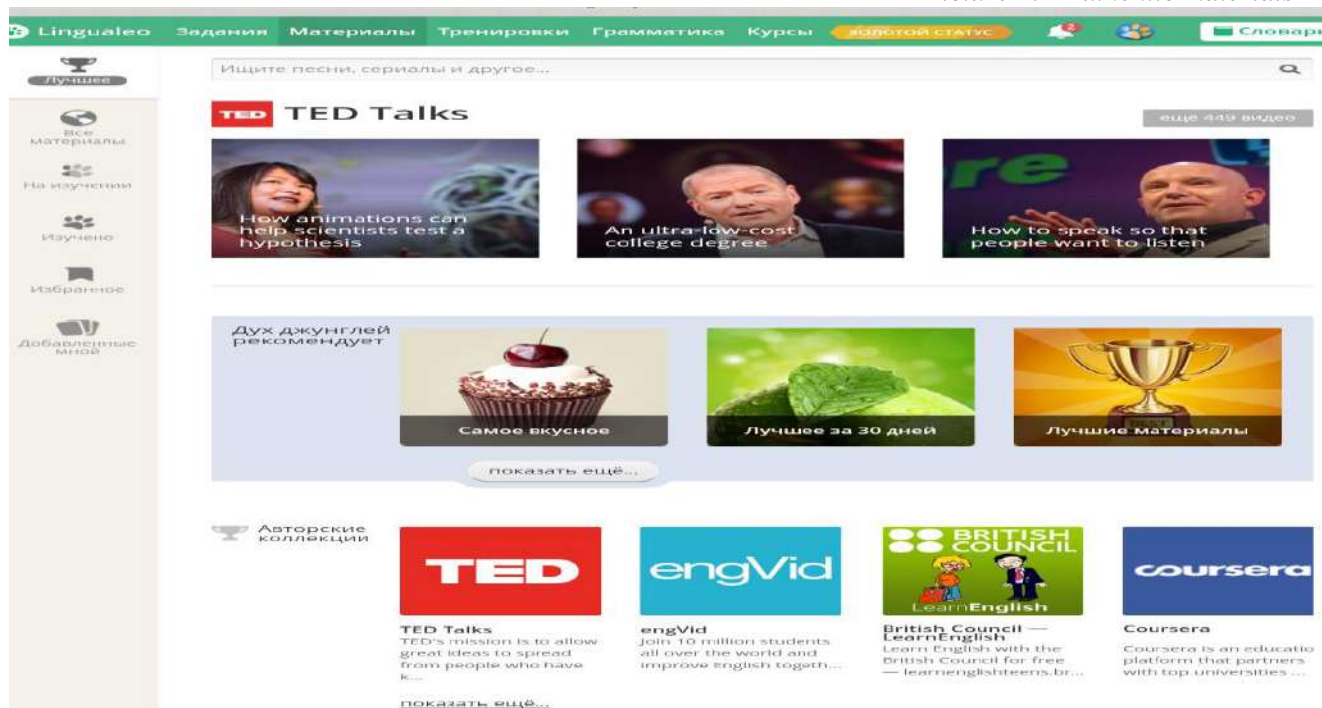 Lingualeo Задания Материалы Тренировки Грамматика Курсы золотой статус 2 Словарь
Лучшее
Все
материалы
На изучении
Изучено
Избранное
Добавленные
мной
Ищите песни, сериалы и другое...
TED TED Talks
еще 449 видео
How animations can
help scientists test a
hypothesis
An ultra-low-cost
college degree
re
How to speak so that
people want to listen
Дух джунглей
рекомендует
Самое вкусное
Лучшее за 30 дней
Лучшие материалы
показать ещё...
Авторские
коллекции
TED
engVid
BRITISH
COUNCIL
LearnEnglish
coursera
TED Talks
TED's mission is to allow
great ideas to spread
from people who have
k...
показать ещё...
engVid
Join 10 million students
all over the world and
improve English togeth...
British Council —
LearnEnglish
Learn English with the
British Council for free
— learnenglishteens.br...
Coursera
Coursera is an educatio
platform that partners
with top universities ...